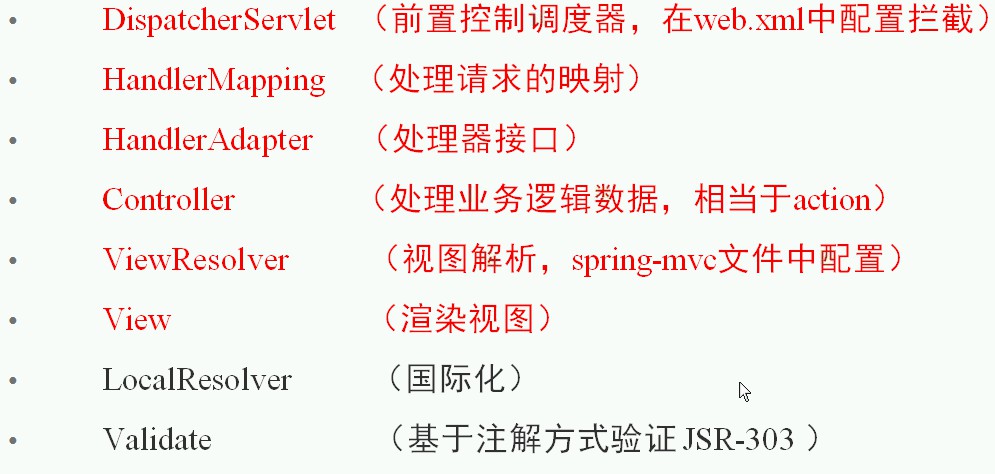 • DispatcherServlet （前置控制调度器，在web.xml中配置拦截）
• HandlerMapping （处理请求的映射）
• HandlerAdapter （处理器接口）
• Controller （处理业务逻辑数据，相当于action）
• ViewResolver （视图解析，spring-mvc文件中配置）
• View （渲染视图）
• LocalResolver （国际化）
• Validate （基于注解方式验证JSR-303 ）